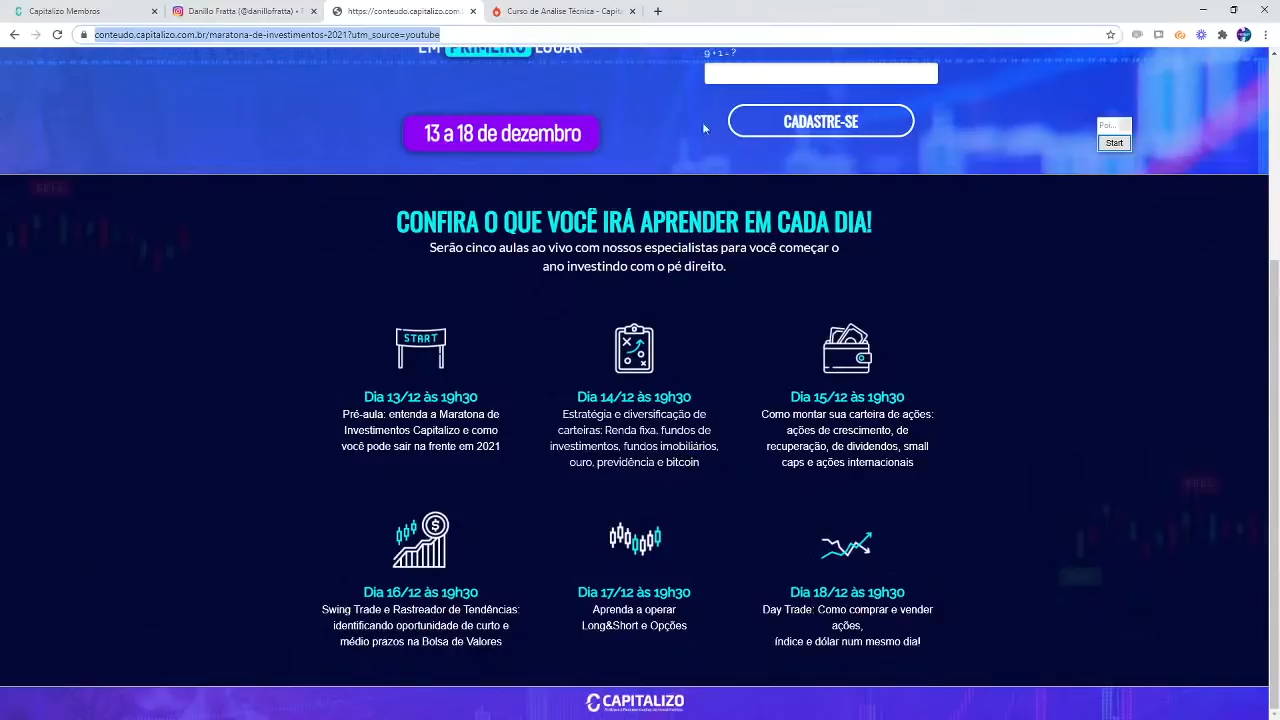 Capitalizo Membros
Danillo Fratta (@danillofratta) •
https://conteudo.capitalizo.com.
Curso de Análise Técnica - Capit
conteudo.capitalizo.com.br/maratona-de-investimentos-2021?utm_source=youtube
EM PRIMEIRO LUGAR
9+1=?
13 a 18 de dezembro
CADASTRE-SE
Poi...
Start
CONFIRA O QUE VOCÊ IRÁ APRENDER EM CADA DIA!
Serão cinco aulas ao vivo com nossos especialistas para você começar o
ano investindo com o pé direito.
START
Dia 13/12 às 19h30
Pré-aula: entenda a Maratona de
Investimentos Capitalizo e como
você pode sair na frente em 2021
Dia 14/12 às 19h30
Estratégia e diversificação de
carteiras: Renda fixa, fundos de
investimentos, fundos imobiliários,
ouro, previdência e bitcoin
Dia 15/12 às 19h30
Como montar sua carteira de ações:
ações de crescimento, de
recuperação, de dividendos, small
caps e ações internacionais
Dia 16/12 às 19h30
Swing Trade e Rastreador de Tendências:
identificando oportunidade de curto e
médio prazos na Bolsa de Valores
Dia 17/12 às 19h30
Aprenda a operar
Long&Short e Opções
Dia 18/12 às 19h30
Day Trade: Como comprar e vender
ações,
índice e dólar num mesmo dia!
CAPITALIZO